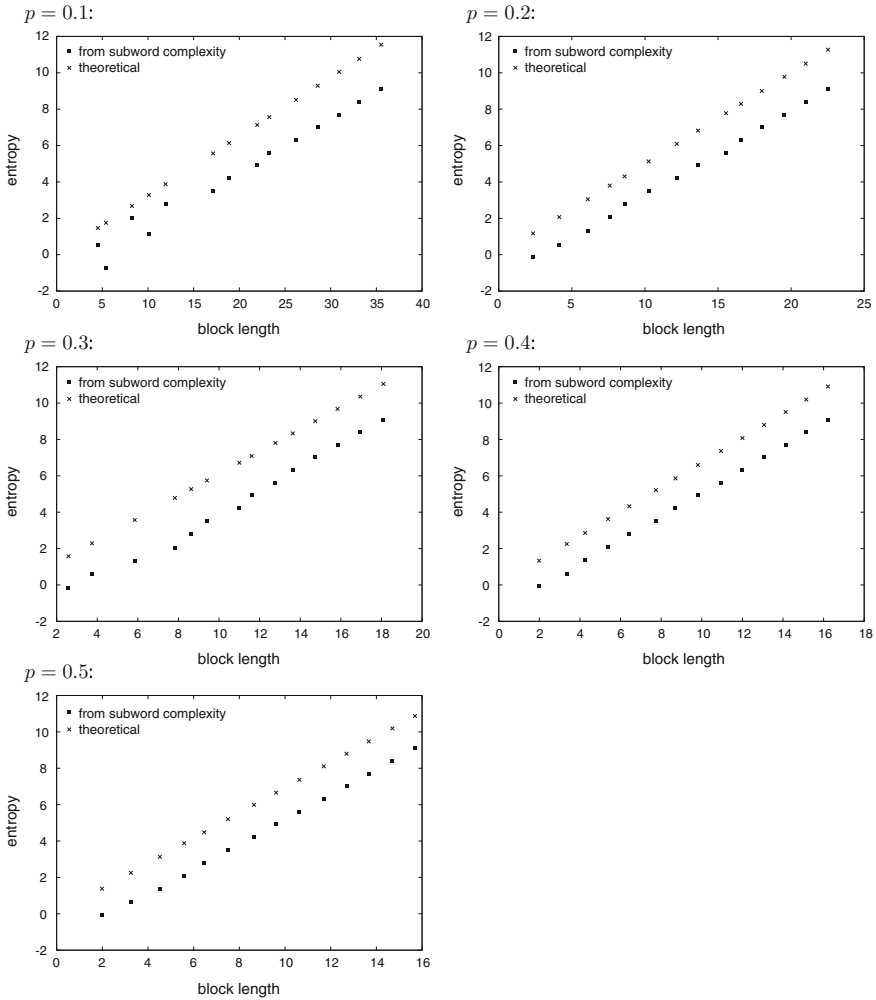 p = 0.1:
from subword complexity
theoretical
12
10
8
6
4
2
0
-2
entropy
0 5 10 15 20 25 30 35 40
block length
p = 0.2:
from subword complexity
theoretical
12
10
8
6
4
2
0
-2
entropy
0 5 10 15 20 25
block length
p = 0.3:
from subword complexity
theoretical
12
10
8
6
4
2
0
-2
entropy
2 4 6 8 10 12 14 16 18 20
block length
p = 0.4:
from subword complexity
theoretical
12
10
8
6
4
2
0
-2
entropy
0 2 4 6 8 10 12 14 16 18
block length
p = 0.5:
from subword complexity
theoretical
12
10
8
6
4
2
0
-2
entropy
0 2 4 6 8 10 12 14 16
block length